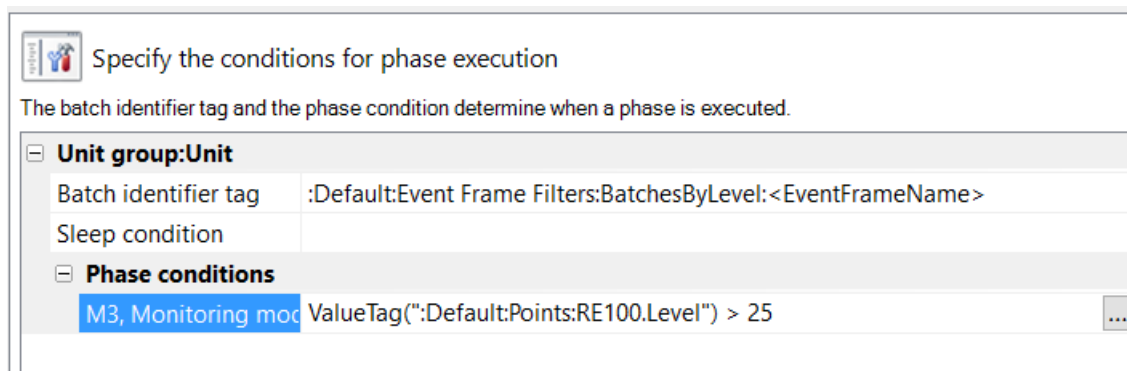 Specify the conditions for phase execution
The batch identifier tag and the phase condition determine when a phase is executed.
Unit group:Unit
Batch identifier tag :Default:Event Frame Filters:BatchesByLevel:<EventFrameName>
Sleep condition
Phase conditions
M3, Monitoring moc ValueTag(":Default:Points:RE100.Level") > 25 ...